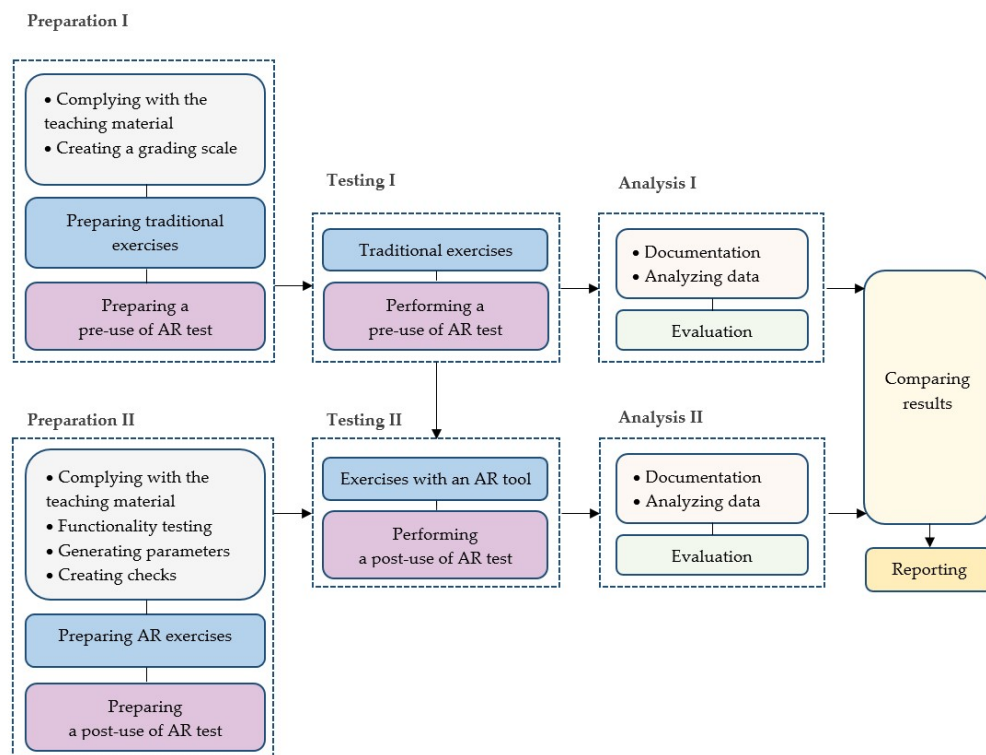 Preparation I
• Complying with the
teaching material
• Creating a grading scale
Preparing traditional
exercises
Preparing a
pre-use of AR test
Testing I
Traditional exercises
Performing a
pre-use of AR test
Analysis I
• Documentation
• Analyzing data
Evaluation
Preparation II
• Complying with the
teaching material
• Functionality testing
• Generating parameters
• Creating checks
Preparing AR exercises
Preparing
a post-use of AR test
Testing II
Exercises with an AR tool
Performing
a post-use of AR test
Analysis II
• Documentation
• Analyzing data
Evaluation
Comparing
results
Reporting